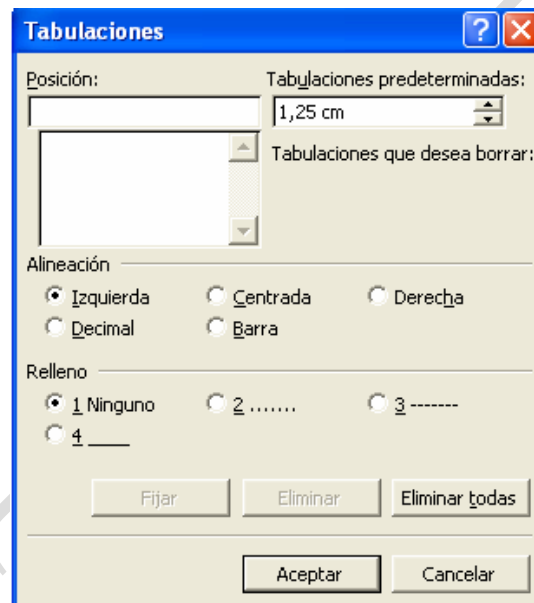 Tabulaciones
Posición: Tabulaciones predeterminadas:
1,25 cm
Tabulaciones que desea borrar:
Alineación
Izquierda Centrada Derecha
Decimal Barra
Relleno
1 Ninguno 2 ....... 3 -------
4 ____
Fijar Eliminar Eliminar todas
Aceptar Cancelar